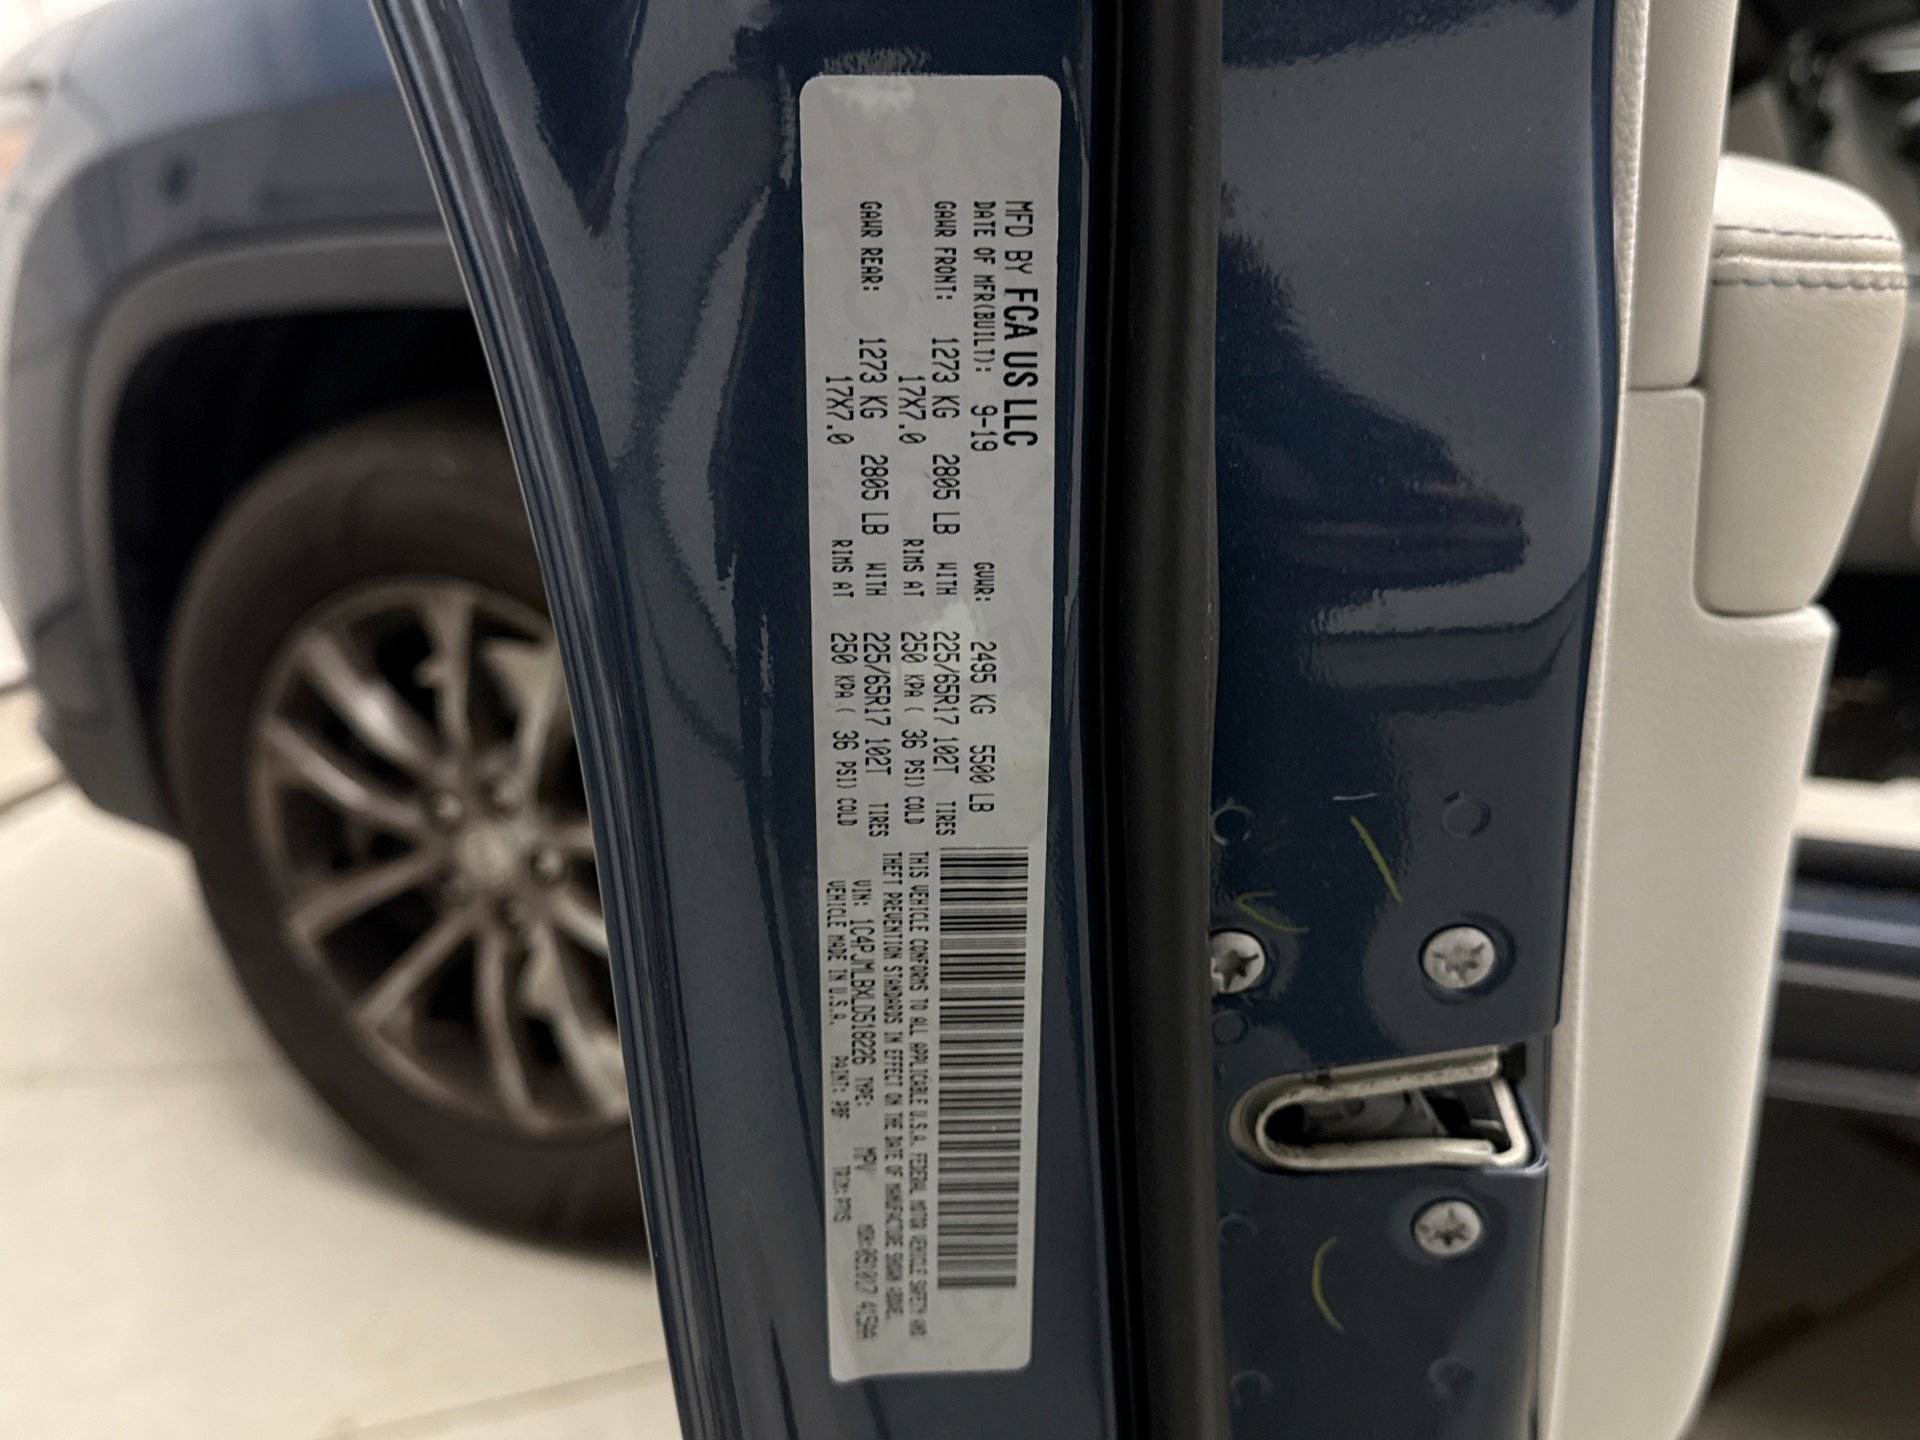 MFD BY FCA US LLC
DATE OF MFR(BUILT): 9-19 GVWR: 2495 KG 5500 LB
GAWR FRONT: 1273 KG 2805 LB WITH 225/65R17 102T TIRES
17X7.0 RIMS AT 250 KPA ( 36 PSI) COLD
GAWR REAR: 1273 KG 2805 LB WITH 225/65R17 102T TIRES
17X7.0 RIMS AT 250 KPA ( 36 PSI) COLD
THIS VEHICLE CONFORMS TO ALL APPLICABLE U.S.A. FEDERAL MOTOR VEHICLE SAFETY AND
THEFT PREVENTION STANDARDS IN EFFECT ON THE DATE OF MANUFACTURE SHOWN ABOVE.
VIN: 1C4PJMLBXLD518226 TYPE: MPV MDH:091017 415AA
VEHICLE MADE IN U.S.A. PAINT: PBF TRIM: